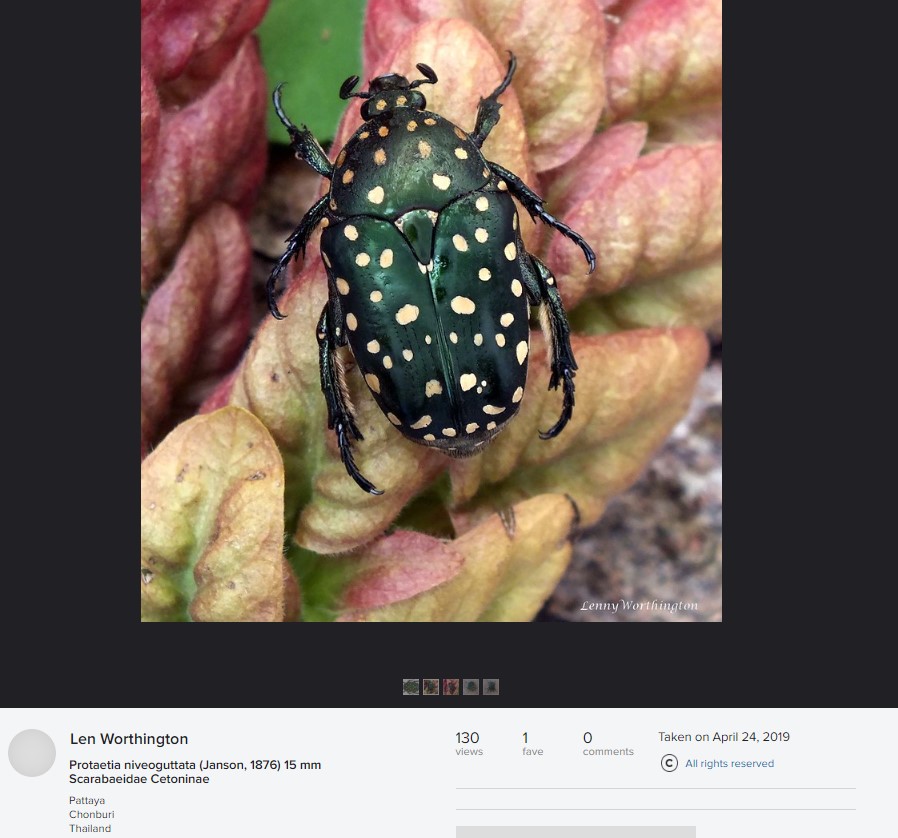 Lenny Worthington
Len Worthington
130
views
1
fave
0
comments
Taken on April 24, 2019
© All rights reserved
Protaetia niveoguttata (Janson, 1876) 15 mm
Scarabaeidae Cetoninae
Pattaya
Chonburi
Thailand